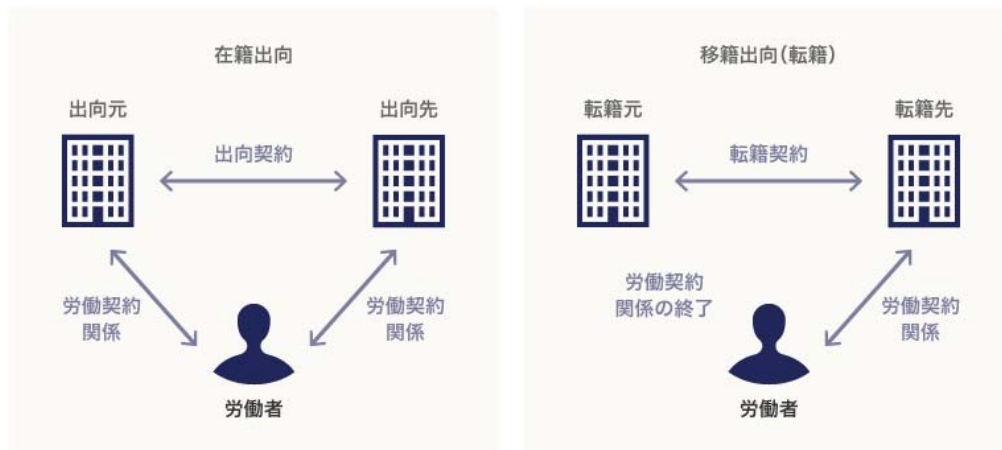 在籍出向
出向元
出向先
出向契約
労働契約
関係
労働契約
関係
労働者
移籍出向(転籍)
転籍元
転籍先
転籍契約
労働契約
関係の終了
労働契約
関係
労働者